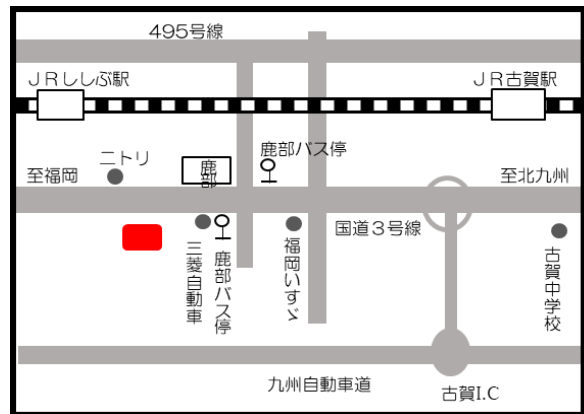 495号線
JRししぶ駅
JR古賀駅
鹿部バス停
ニトリ
鹿部
至福岡
至北九州
国道3号線
三菱自動車
鹿部バス停
福岡いすゞ
古賀中学校
九州自動車道
古賀I.C